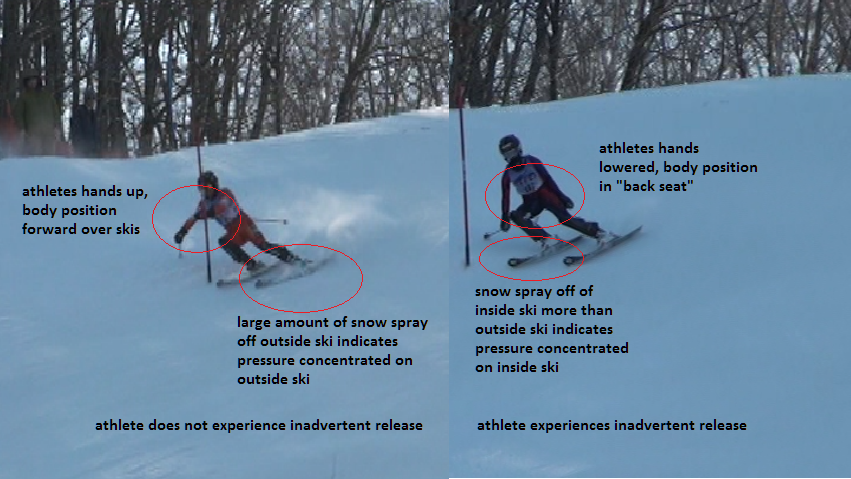 athletes hands up,
body position
forward over skis
large amount of snow spray
off outside ski indicates
pressure concentrated on
outside ski
athlete does not experience inadvertent release
athletes hands
lowered, body position
in "back seat"
snow spray off of
inside ski more than
outside ski indicates
pressure concentrated
on inside ski
athlete experiences inadvertent release